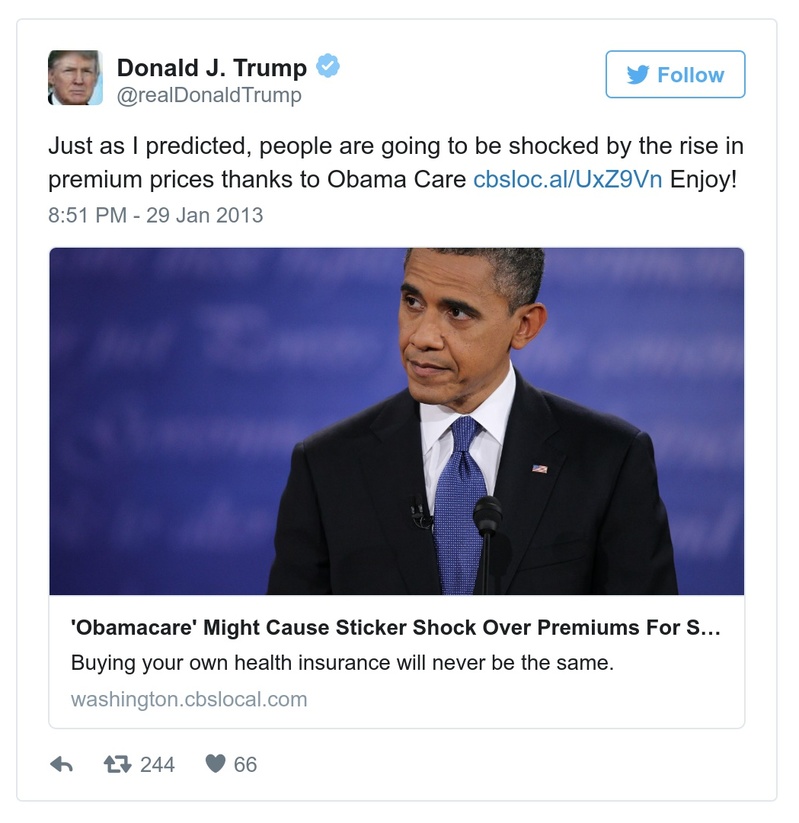 Donald J. Trump
@realDonaldTrump
Follow
Just as I predicted, people are going to be shocked by the rise in
premium prices thanks to Obama Care cbsloc.al/UxZ9Vn Enjoy!
8:51 PM - 29 Jan 2013
'Obamacare' Might Cause Sticker Shock Over Premiums For S...
Buying your own health insurance will never be the same.
washington.cbslocal.com
244 66